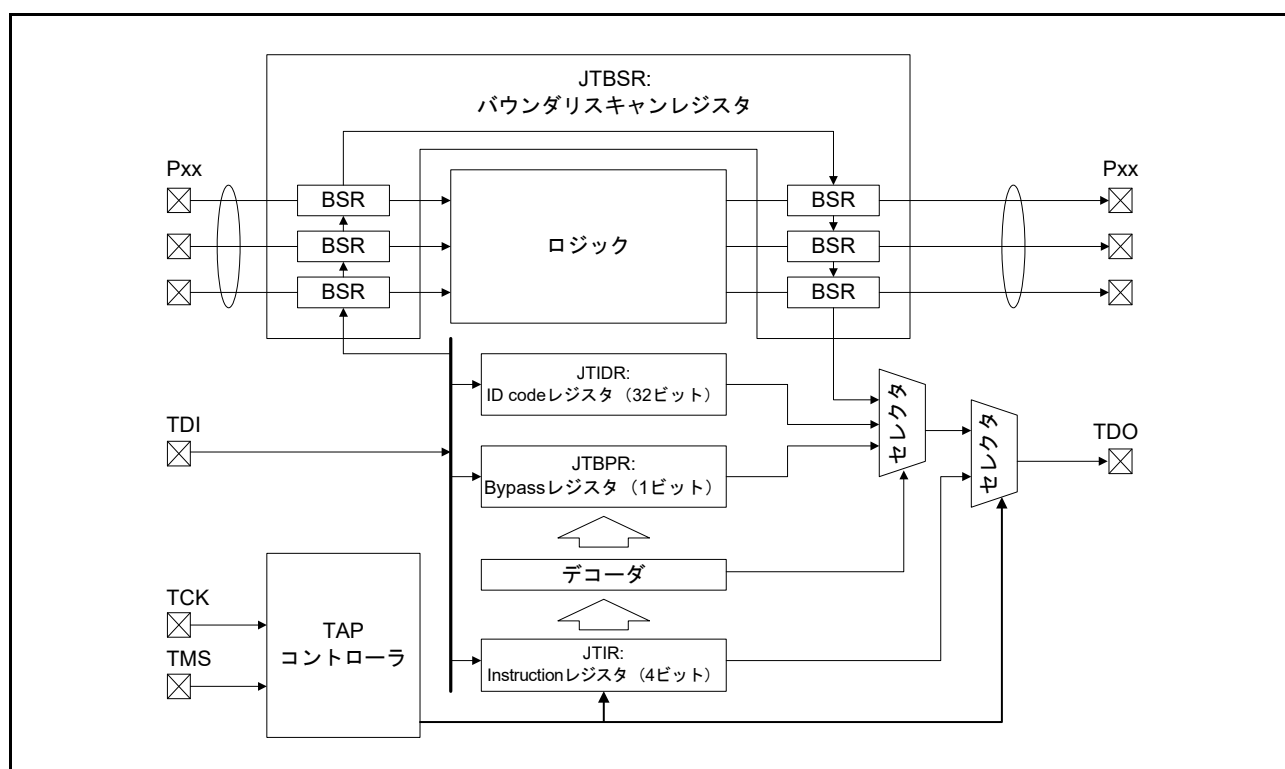 JTBSR:
バウンダリスキャンレジスタ
Pxx
Pxx
BSR
BSR
BSR
ロジック
BSR
BSR
BSR
JTIDR:
ID codeレジスタ（32ビット）
TDI
JTBPR:
Bypassレジスタ（1ビット）
セレクタ
セレクタ
TDO
デコーダ
TCK
TMS
TAP
コントローラ
JTIR:
Instructionレジスタ（4ビット）